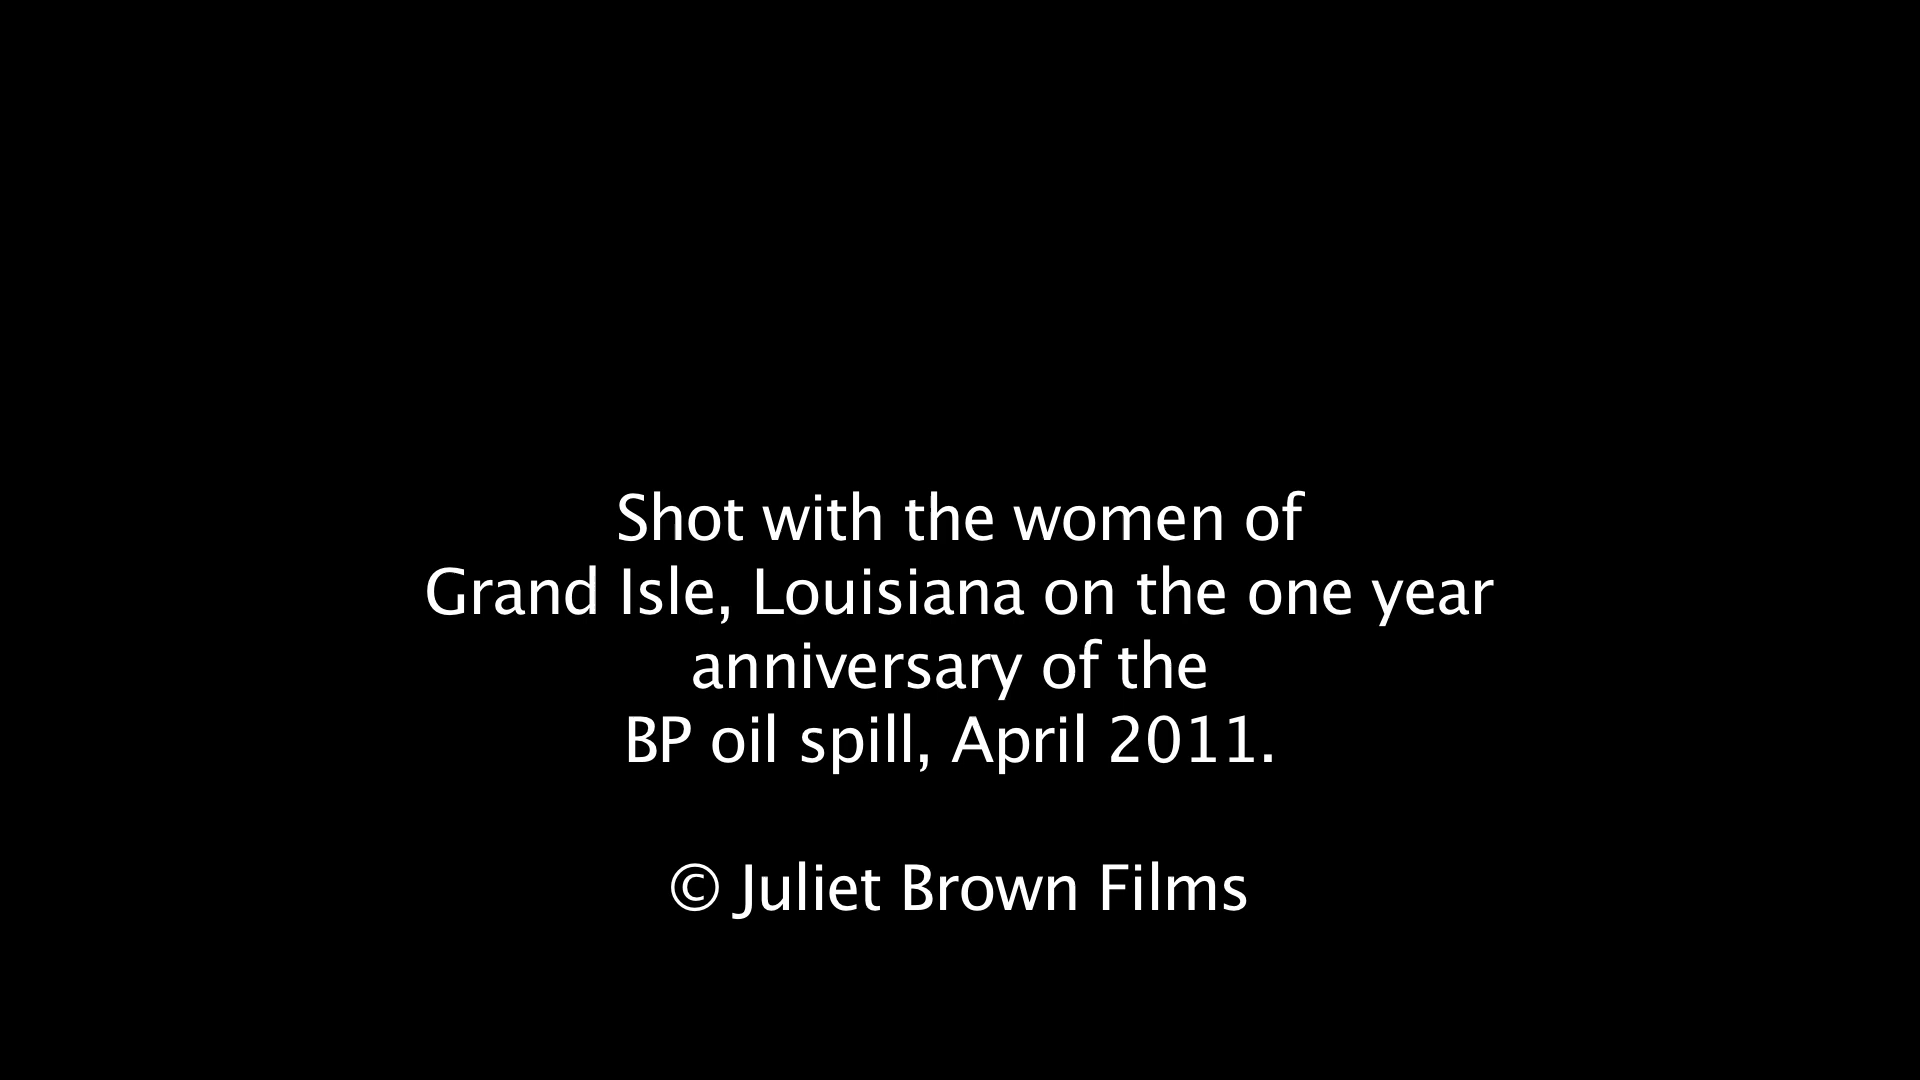 Shot with the women of
Grand Isle, Louisiana on the one year
anniversary of the
BP oil spill, April 2011.
© Juliet Brown Films